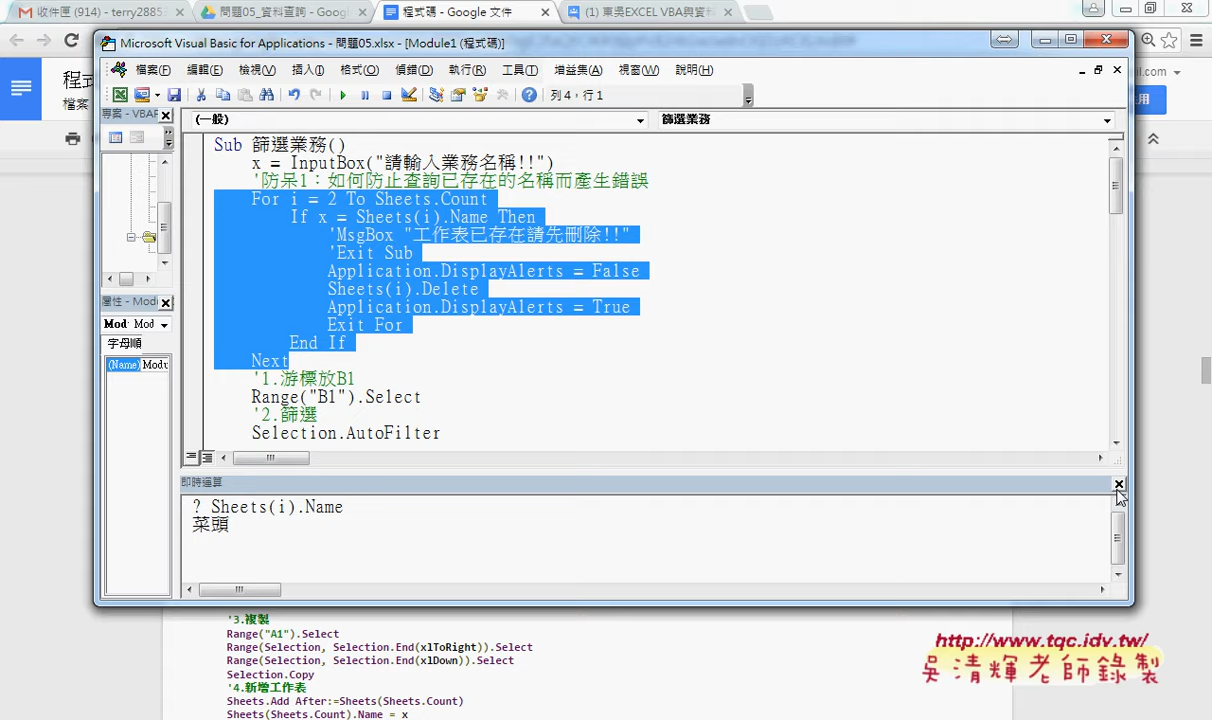 收件匣 (914) - terry2885
問題05_資料查詢 - Goog
程式碼 - Google 文件
(1) 東吳EXCEL VBA與資料
Microsoft Visual Basic for Applications - 問題05.xlsx - [Module1 (程式碼)]
檔案(F) 編輯(E) 檢視(V) 插入(I) 格式(O) 偵錯(D) 執行(R) 工具(T) 增益集(A) 視窗(W) 說明(H)
列 4，行 1
專案 - VBAP
(一般)
篩選業務
Sub 篩選業務()
x = InputBox("請輸入業務名稱!!")
'防呆1：如何防止查詢已存在的名稱而產生錯誤
For i = 2 To Sheets.Count
If x = Sheets(i).Name Then
'MsgBox "工作表已存在請先刪除!!"
'Exit Sub
Application.DisplayAlerts = False
Sheets(i).Delete
Application.DisplayAlerts = True
Exit For
End If
Next
'1.游標放B1
Range("B1").Select
'2.篩選
Selection.AutoFilter
屬性 - Mod
Mod Mod
字母順
(Name) Modu
即時運算
? Sheets(i).Name
菜頭
'3.複製
Range("A1").Select
Range(Selection, Selection.End(xlToRight)).Select
Range(Selection, Selection.End(xlDown)).Select
Selection.Copy
'4.新增工作表
Sheets.Add After:=Sheets(Sheets.Count)
Sheets(Sheets.Count).Name = x
http://www.tqc.idv.tw/
吳清輝老師錄製